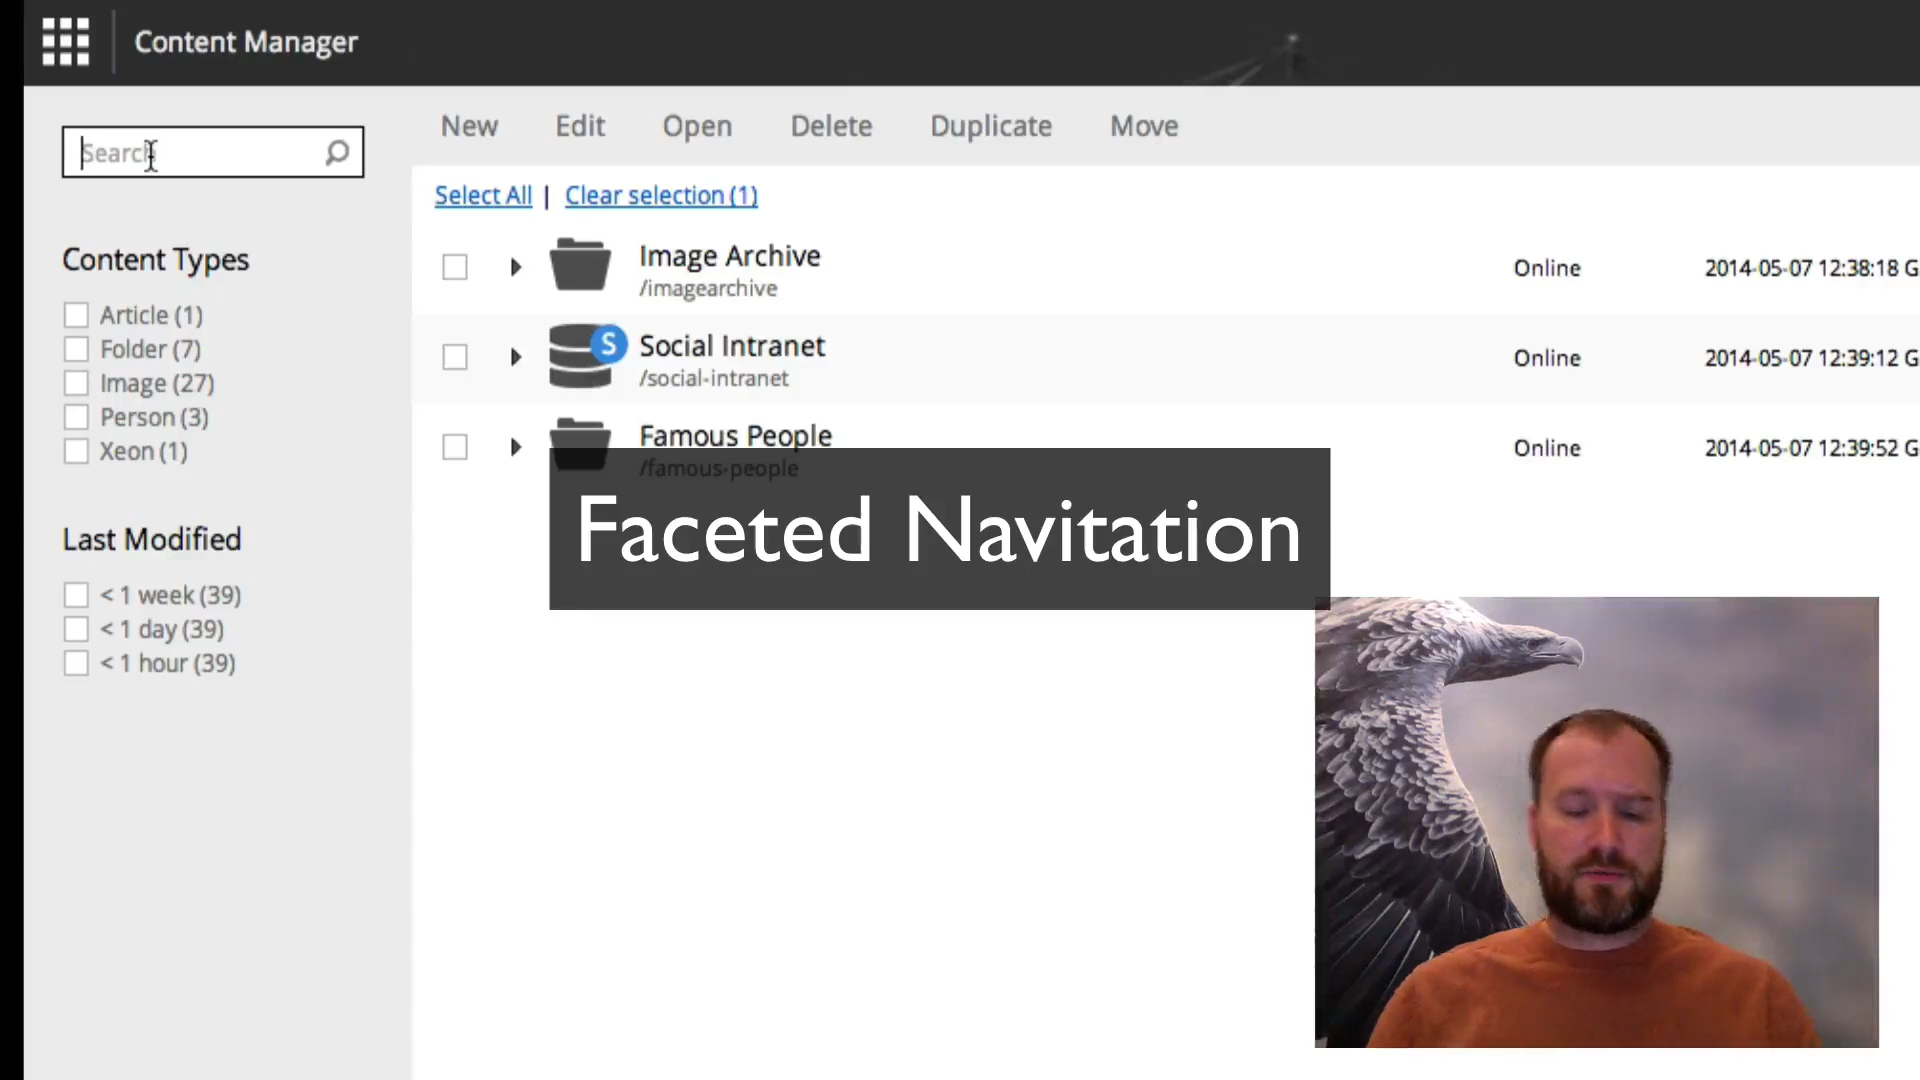 Content Manager
Search
New Edit Open Delete Duplicate Move
Select All | Clear selection (1)
Content Types
Article (1)
Folder (7)
Image (27)
Person (3)
Xeon (1)
Last Modified
< 1 week (39)
< 1 day (39)
< 1 hour (39)
Image Archive
/imagearchive
Online 2014-05-07 12:38:18 G
S
Social Intranet
/social-intranet
Online 2014-05-07 12:39:12 G
Famous People
/famous-people
Online 2014-05-07 12:39:52 G
Faceted Navitation